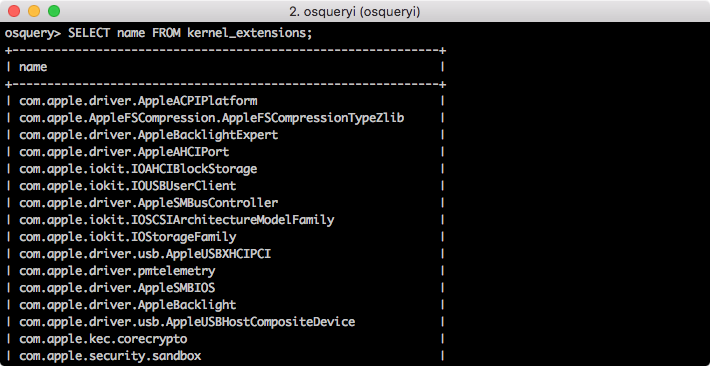 2. osqueryi (osqueryi)
osquery> SELECT name FROM kernel_extensions;
+-------------------------------------------------------------+
| name                                                        |
+-------------------------------------------------------------+
| com.apple.driver.AppleACPIPlatform                          |
| com.apple.AppleFSCompression.AppleFSCompressionTypeZlib     |
| com.apple.driver.AppleBacklightExpert                       |
| com.apple.driver.AppleAHCIPort                              |
| com.apple.iokit.IOAHCIBlockStorage                          |
| com.apple.iokit.IOUSBUserClient                             |
| com.apple.driver.AppleSMBusController                       |
| com.apple.iokit.IOSCSIArchitectureModelFamily               |
| com.apple.iokit.IOStorageFamily                             |
| com.apple.driver.usb.AppleUSBXHCIPCI                        |
| com.apple.driver.pmtelemetry                                |
| com.apple.driver.AppleSMBIOS                                |
| com.apple.driver.AppleBacklight                             |
| com.apple.driver.usb.AppleUSBHostCompositeDevice            |
| com.apple.kec.corecrypto                                    |
| com.apple.security.sandbox                                  |